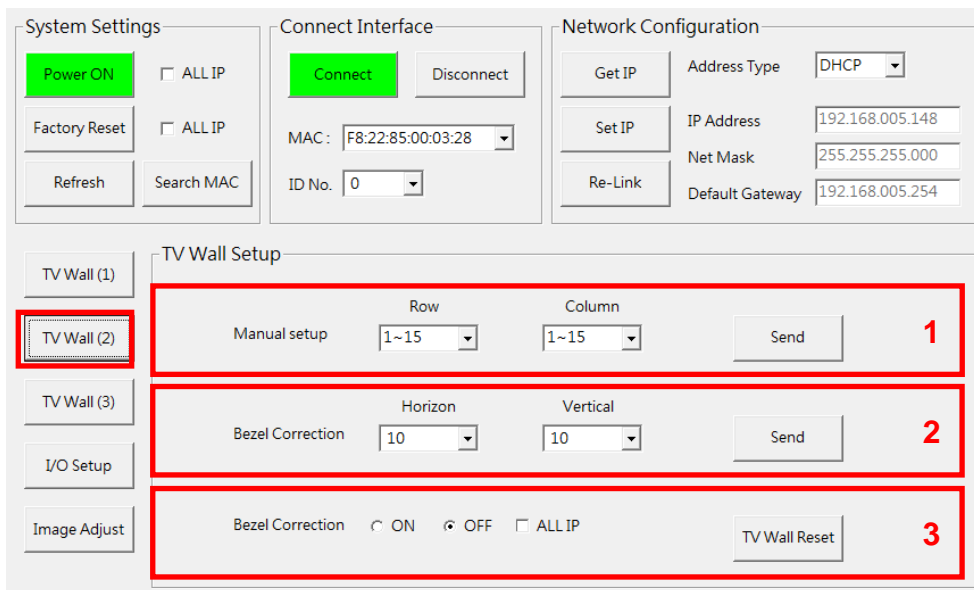 System Settings
Power ON
ALL IP
Factory Reset
ALL IP
Refresh
Search MAC
Connect Interface
Connect
Disconnect
MAC :
F8:22:85:00:03:28
ID No.
0
Network Configuration
Get IP
Address Type
DHCP
Set IP
IP Address
192.168.005.148
Net Mask
255.255.255.000
Re-Link
Default Gateway
192.168.005.254
TV Wall (1)
TV Wall (2)
TV Wall (3)
I/O Setup
Image Adjust
TV Wall Setup
Row
Column
Manual setup
1~15
1~15
Send
1
Horizon
Vertical
Bezel Correction
10
10
Send
2
Bezel Correction
ON
OFF
ALL IP
TV Wall Reset
3